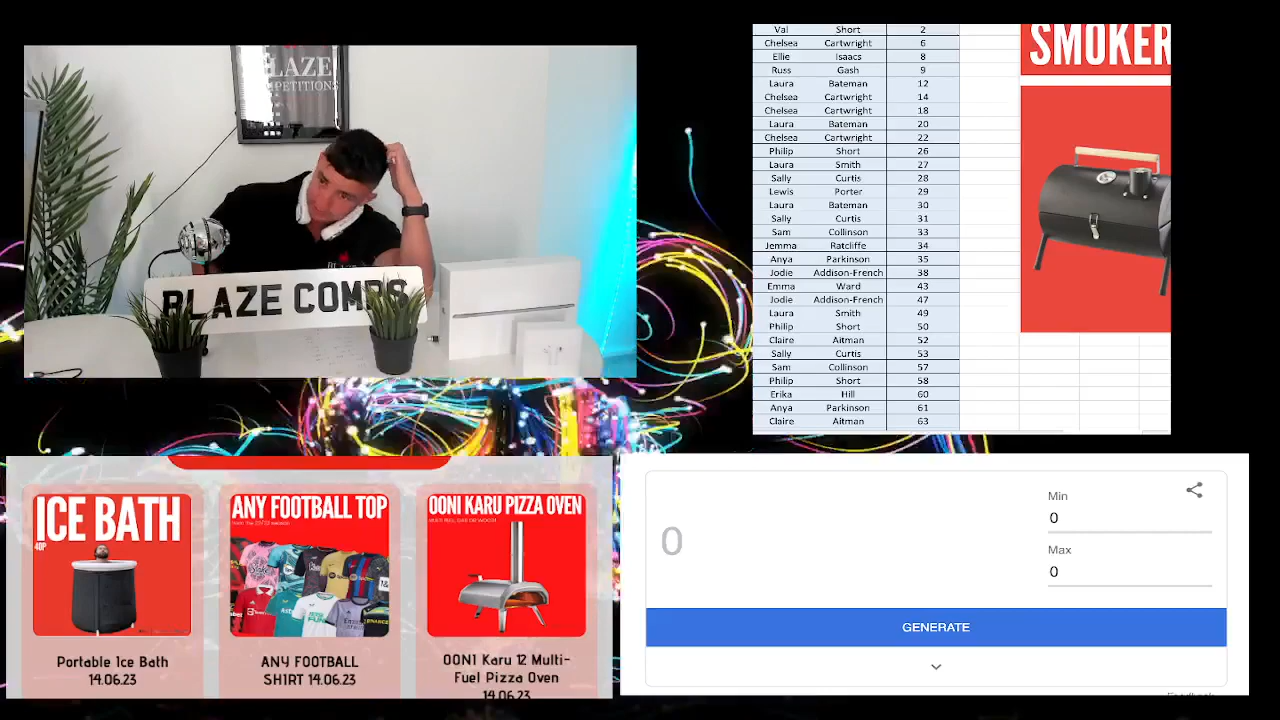 LAZE
PETITIONS
BLAZE COMPS
SMOKER
Val Short 2
Chelsea Cartwright 6
Ellie Isaacs 8
Russ Gash 9
Laura Bateman 12
Chelsea Cartwright 14
Chelsea Cartwright 18
Laura Bateman 20
Chelsea Cartwright 22
Philip Short 26
Laura Smith 27
Sally Curtis 28
Lewis Porter 29
Laura Bateman 30
Sally Curtis 31
Sam Collinson 33
Jemma Ratcliffe 34
Anya Parkinson 35
Jodie Addison-French 38
Emma Ward 43
Jodie Addison-French 47
Laura Smith 49
Philip Short 50
Claire Aitman 52
Sally Curtis 53
Sam Collinson 57
Philip Short 58
Erika Hill 60
Anya Parkinson 61
Claire Aitman 63
ICE BATH
40P
Portable Ice Bath
14.06.23
ANY FOOTBALL TOP
ANY FOOTBALL
SHIRT 14.06.23
OONI KARU PIZZA OVEN
OONI Karu 12 Multi-
Fuel Pizza Oven
14.06.23
0
Min
0
Max
0
GENERATE
Feedback